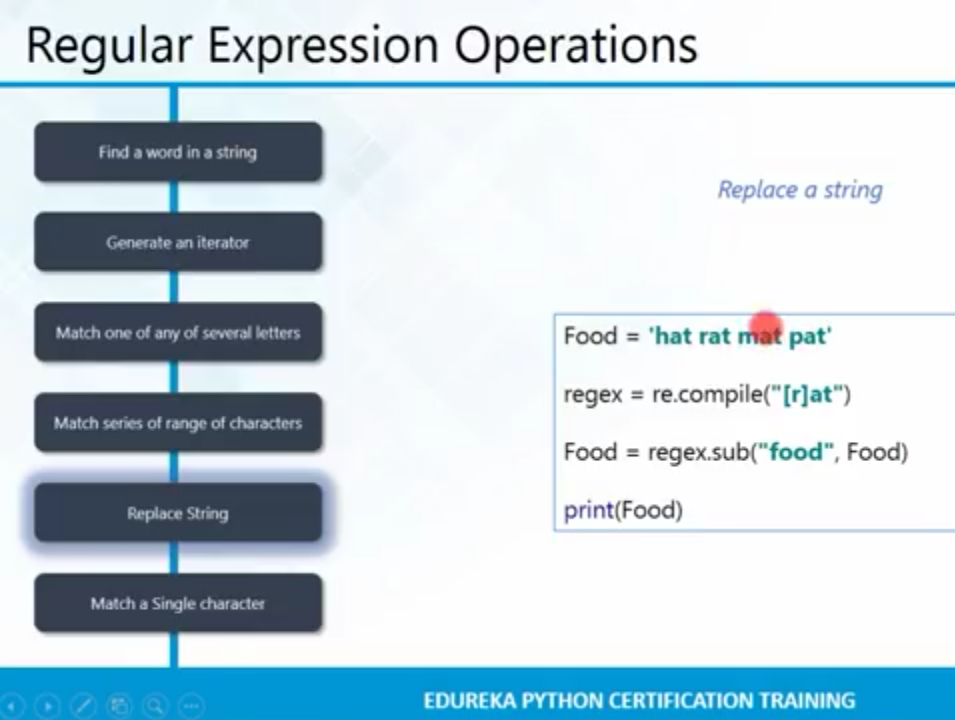 Regular Expression Operations
Find a word in a string
Generate an iterator
Match one of any of several letters
Match series of range of characters
Replace String
Match a Single character
Replace a string
Food = 'hat rat mat pat'
regex = re.compile("[r]at")
Food = regex.sub("food", Food)
print(Food)
EDUREKA PYTHON CERTIFICATION TRAINING